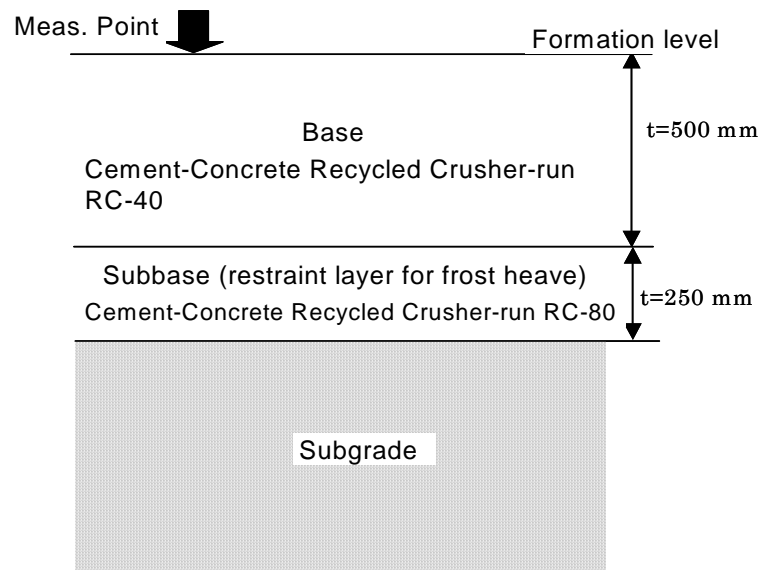 Meas. Point
Formation level
t=500 mm
Base
Cement-Concrete Recycled Crusher-run
RC-40
Subbase (restraint layer for frost heave)
t=250 mm
Cement-Concrete Recycled Crusher-run RC-80
Subgrade